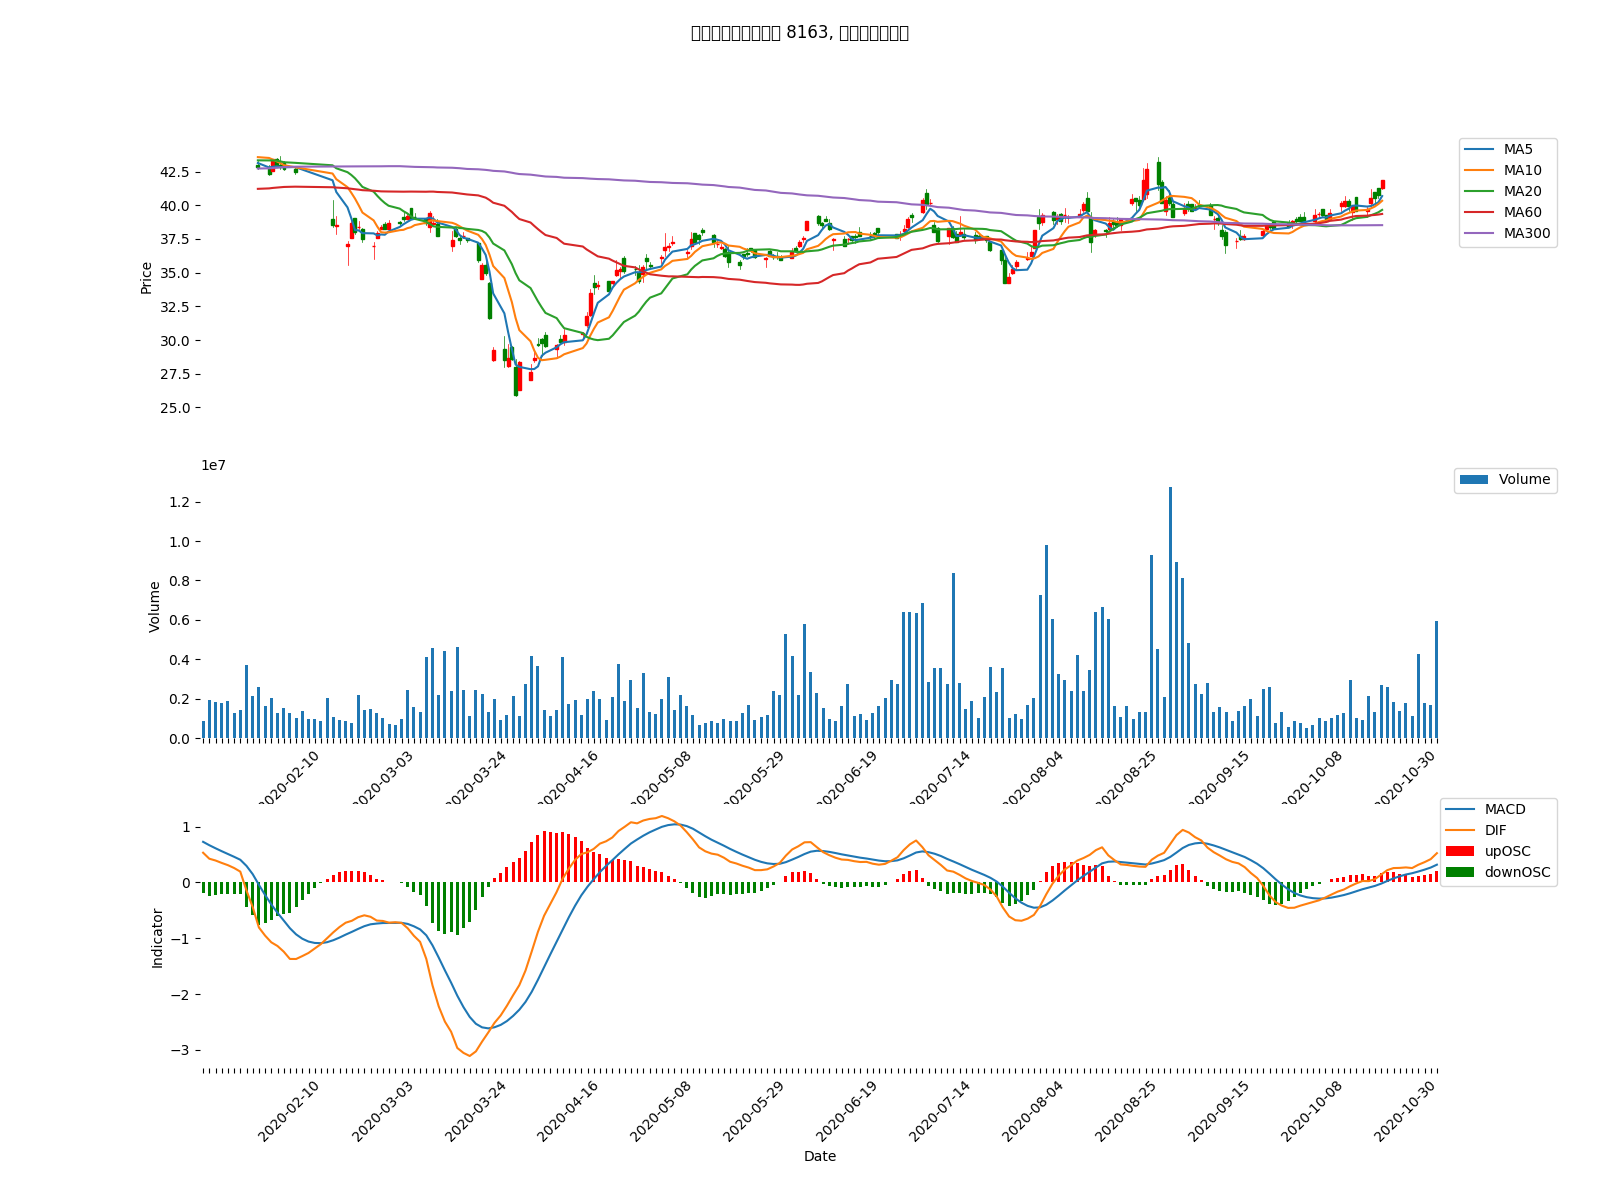 8163,
MA5
MA10
MA20
MA60
MA300
Price
42.5
40.0
37.5
35.0
32.5
30.0
27.5
25.0
1e7
Volume
Volume
1.2
1.0
0.8
0.6
0.4
0.2
0.0
2020-02-10 2020-03-03 2020-03-24 2020-04-16 2020-05-08 2020-05-29 2020-06-19 2020-07-14 2020-08-04 2020-08-25 2020-09-15 2020-10-08 2020-10-30
MACD
DIF
upOSC
downOSC
Indicator
1
0
−1
−2
−3
2020-02-10 2020-03-03 2020-03-24 2020-04-16 2020-05-08 2020-05-29 2020-06-19 2020-07-14 2020-08-04 2020-08-25 2020-09-15 2020-10-08 2020-10-30
Date